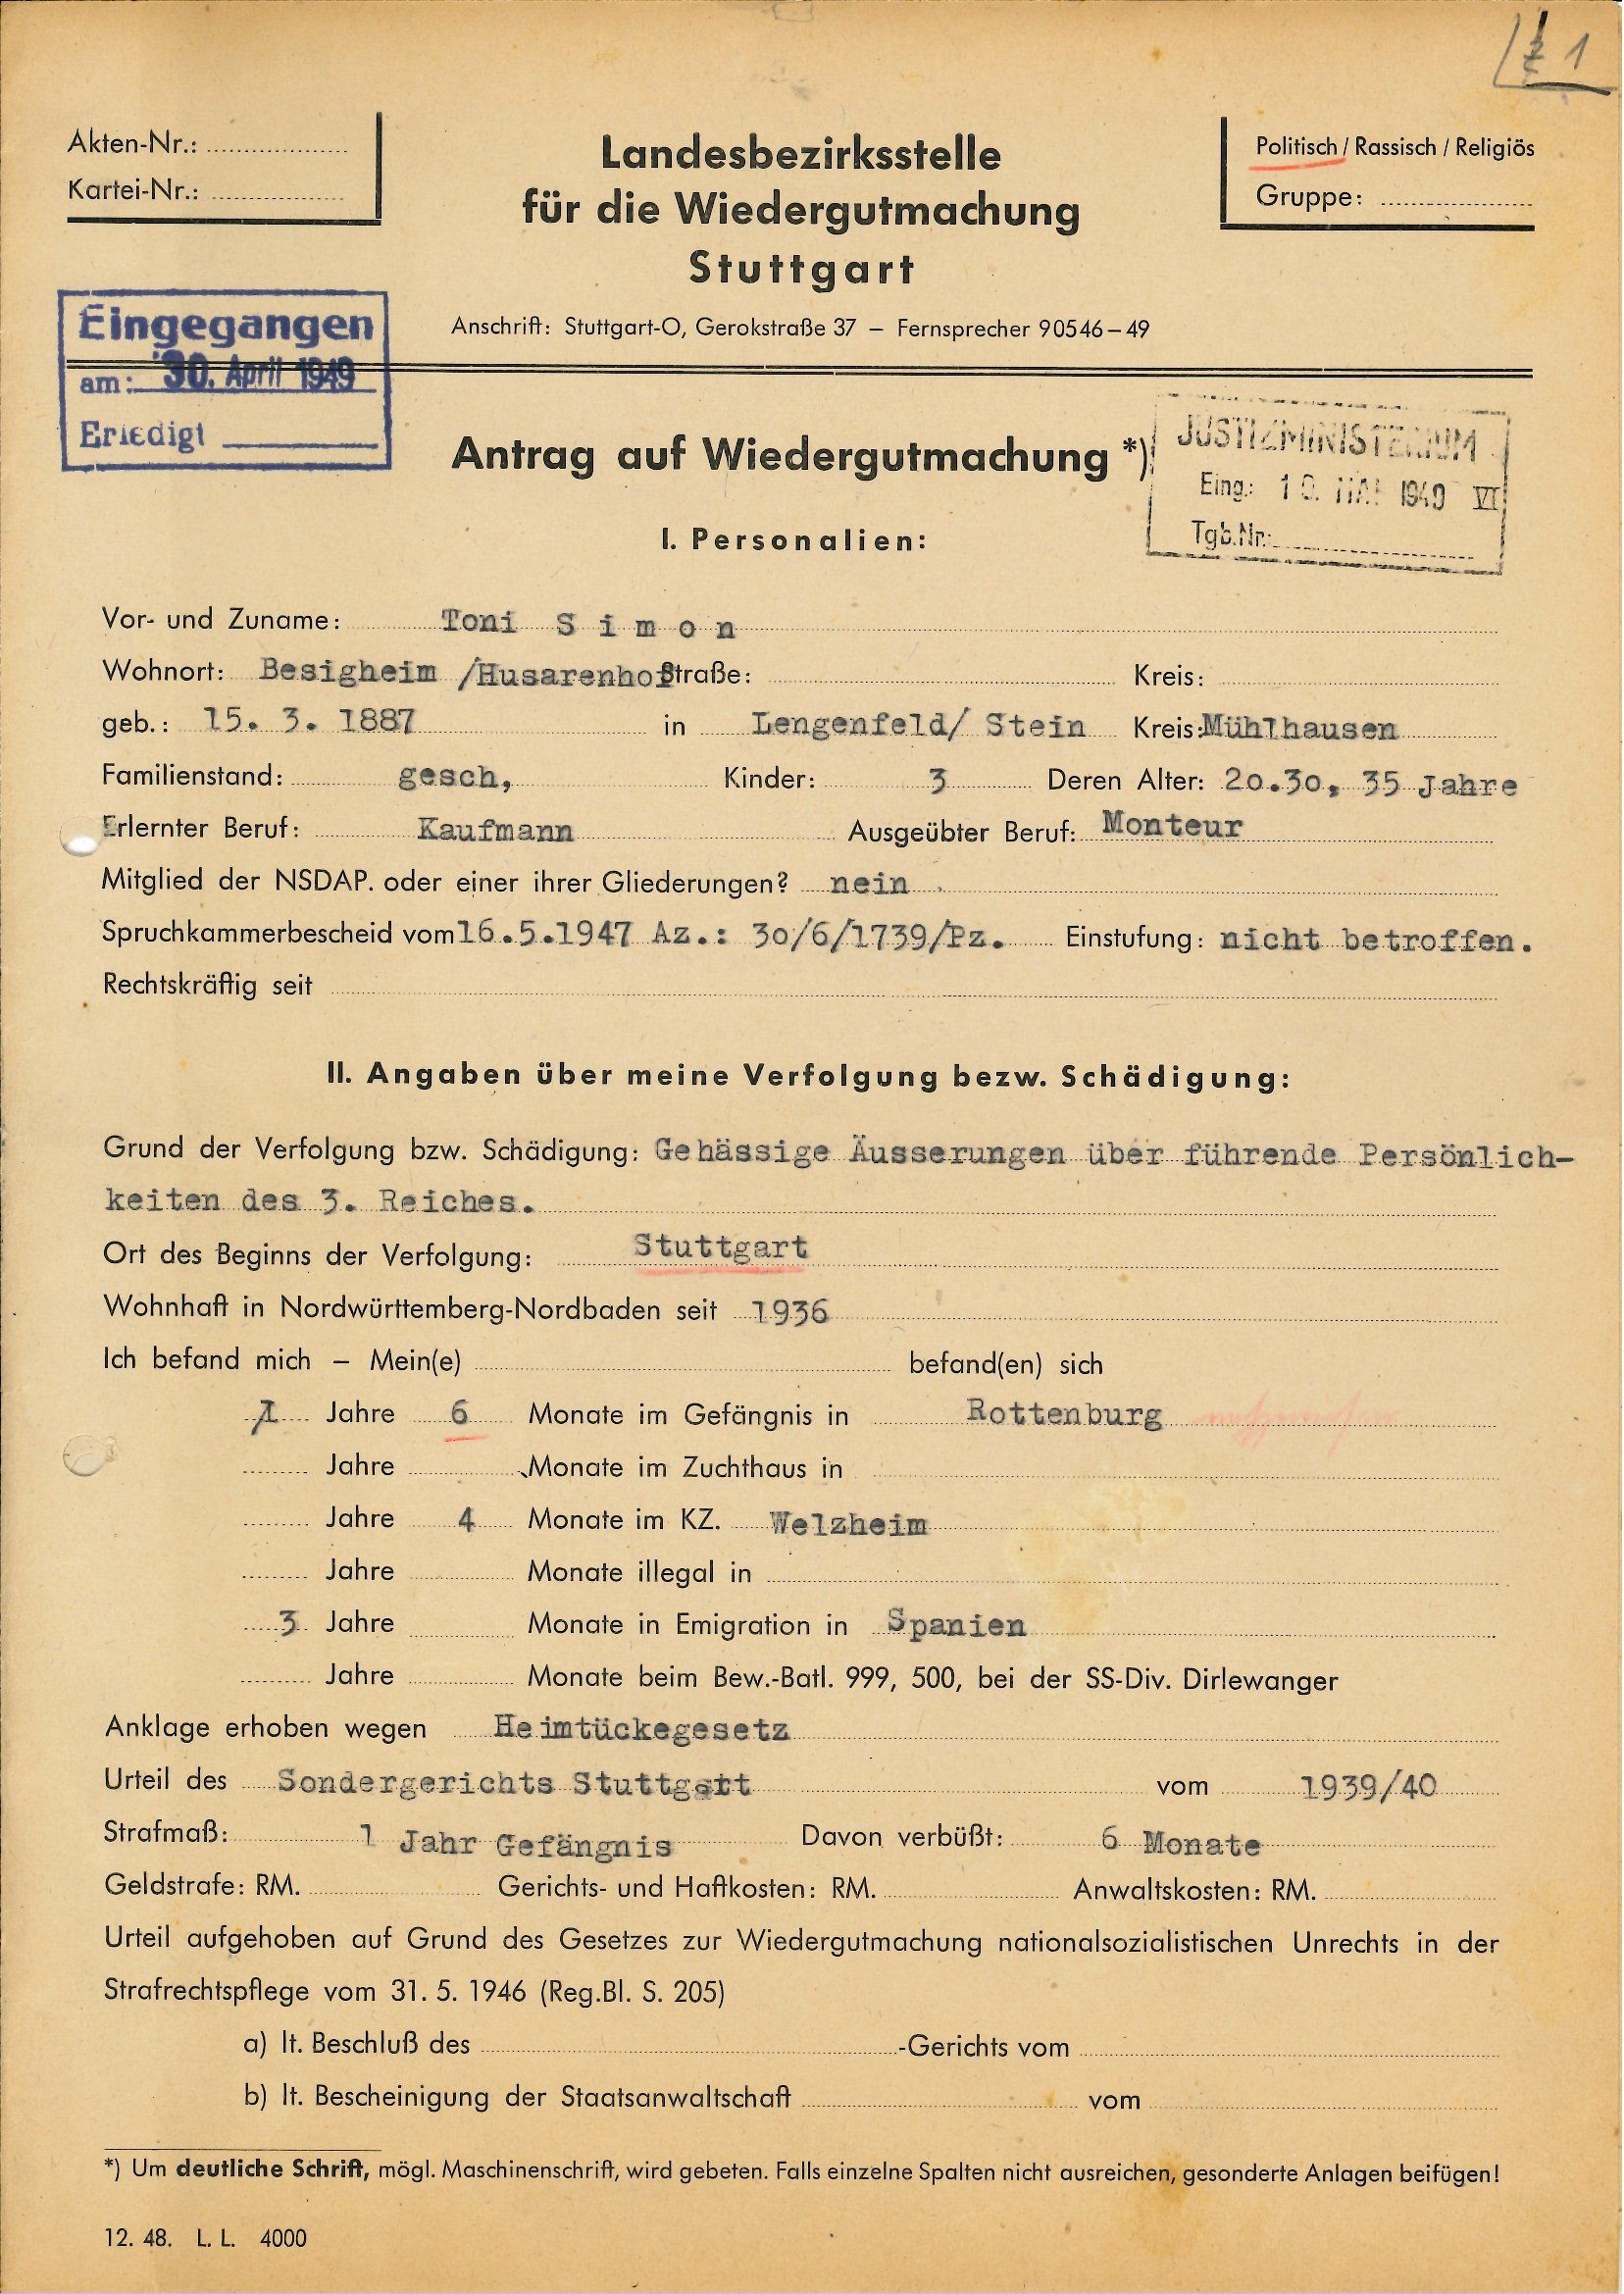 1
Akten-Nr.:
Kartei-Nr.:
Landesbezirksstelle
für die Wiedergutmachung
Stuttgart
Politisch / Rassisch / Religiös
Gruppe:
Anschrift: Stuttgart-O, Gerokstraße 37 – Fernsprecher 90546–49
Eingegangen
am: 30. April 1949
Erledigt
Antrag auf Wiedergutmachung *)
JUSTIZMINISTERIUM
Eing.: 10. MAI 1949 VI
Tgb.Nr.
I. Personalien:
Vor- und Zuname: Toni S i m o n
Wohnort: Besigheim /Husarenhof Straße: Kreis:
geb.: 15. 3. 1887 in Lengenfeld/ Stein Kreis: Mühlhausen
Familienstand: gesch, Kinder: 3 Deren Alter: 20.30, 35 Jahre
Erlernter Beruf: Kaufmann Ausgeübter Beruf: Monteur
Mitglied der NSDAP. oder einer ihrer Gliederungen? nein
Spruchkammerbescheid vom 16.5.1947 Az.: 30/6/1739/Pz. Einstufung: nicht betroffen.
Rechtskräftig seit
II. Angaben über meine Verfolgung bezw. Schädigung:
Grund der Verfolgung bzw. Schädigung: Gehässige Äusserungen über führende Persönlich-
keiten des 3. Reiches.
Ort des Beginns der Verfolgung: Stuttgart
Wohnhaft in Nordwürttemberg-Nordbaden seit 1936
Ich befand mich – Mein(e) befand(en) sich
1 Jahre 6 Monate im Gefängnis in Rottenburg
Jahre Monate im Zuchthaus in
Jahre 4 Monate im KZ. Welzheim
Jahre Monate illegal in
3 Jahre Monate in Emigration in Spanien
Jahre Monate beim Bew.-Batl. 999, 500, bei der SS-Div. Dirlewanger
Anklage erhoben wegen Heimtückegesetz
Urteil des Sondergerichts Stuttgart vom 1939/40
Strafmaß: 1 Jahr Gefängnis Davon verbüßt: 6 Monate
Geldstrafe: RM. Gerichts- und Haftkosten: RM. Anwaltskosten: RM.
Urteil aufgehoben auf Grund des Gesetzes zur Wiedergutmachung nationalsozialistischen Unrechts in der
Strafrechtspflege vom 31. 5. 1946 (Reg.Bl. S. 205)
a) lt. Beschluß des -Gerichts vom
b) lt. Bescheinigung der Staatsanwaltschaft vom
*) Um deutliche Schrift, mögl. Maschinenschrift, wird gebeten. Falls einzelne Spalten nicht ausreichen, gesonderte Anlagen beifügen!
12. 48. L. L. 4000